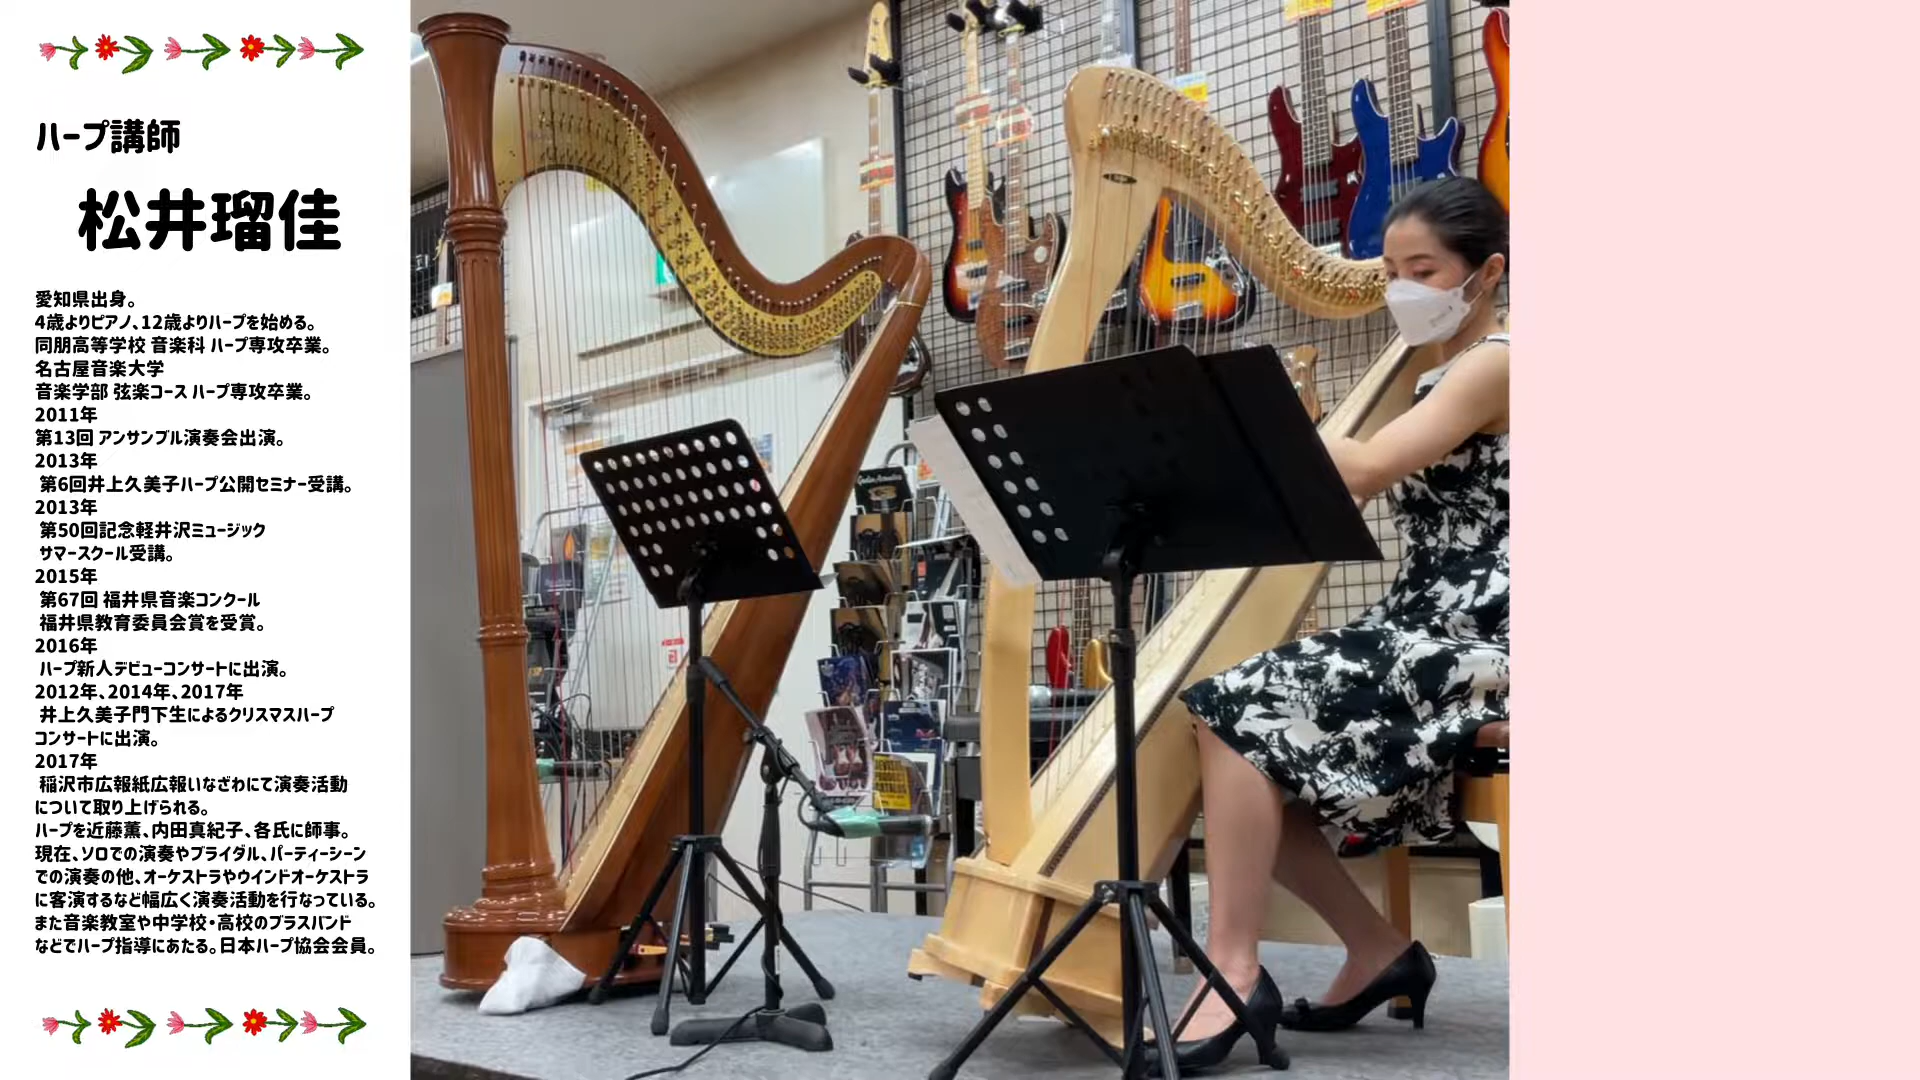 ハープ講師
松井瑠佳
愛知県出身。
4歳よりピアノ、12歳よりハープを始める。
同朋高等学校 音楽科 ハープ専攻卒業。
名古屋音楽大学
音楽学部 弦楽コース ハープ専攻卒業。
2011年
第13回 アンサンブル演奏会出演。
2013年
第6回井上久美子ハープ公開セミナー受講。
2013年
第50回記念軽井沢ミュージック
サマースクール受講。
2015年
第67回 福井県音楽コンクール
福井県教育委員会賞を受賞。
2016年
ハープ新人デビューコンサートに出演。
2012年、2014年、2017年
井上久美子門下生によるクリスマスハープ
コンサートに出演。
2017年
稲沢市広報紙広報いなざわにて演奏活動
について取り上げられる。
ハープを近藤薫、内田真紀子、各氏に師事。
現在、ソロでの演奏やブライダル、パーティーシーン
での演奏の他、オーケストラやウインドオーケストラ
に客演するなど幅広く演奏活動を行なっている。
また音楽教室や中学校・高校のブラスバンド
などでハープ指導にあたる。日本ハープ協会会員。